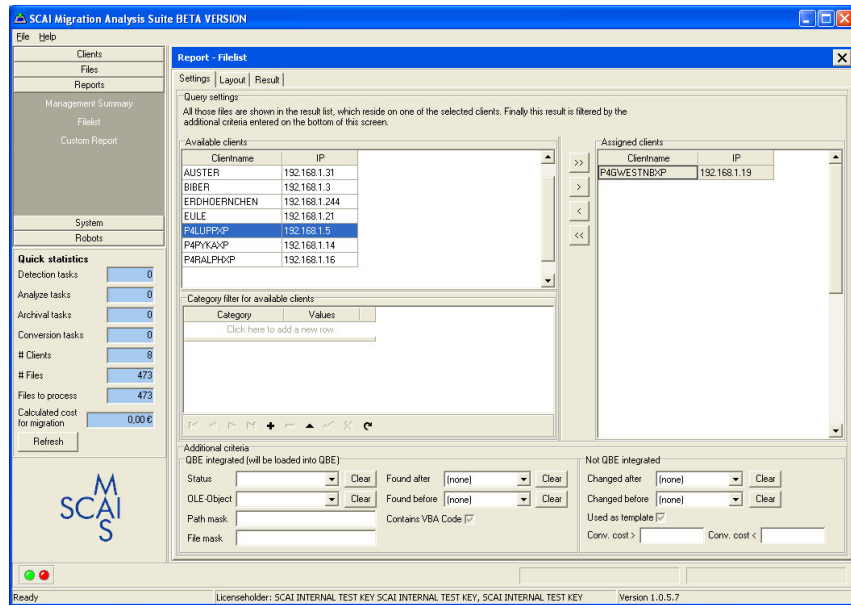 SCAI Migration Analysis Suite BETA VERSION
File Help
Clients
Files
Reports
Management Summary
Filelist
Custom Report
System
Robots
Quick statistics
Detection tasks 0
Analyze tasks 0
Archival tasks 0
Conversion tasks 0
# Clients 8
# Files 473
Files to process 473
Calculated cost
for migration 0,00 €
Refresh
M
SCAI
S
Report - Filelist
Settings Layout Result
Query settings
All those files are shown in the result list, which reside on one of the selected clients. Finally this result is filtered by the
additional criteria entered on the bottom of this screen.
Available clients
Clientname IP
AUSTER 192.168.1.31
BIBER 192.168.1.3
ERDHOERNCHEN 192.168.1.244
EULE 192.168.1.21
P4LUPPXP 192.168.1.5
P4PYKAXP 192.168.1.14
P4RALPHXP 192.168.1.16
>>
>
<
<<
Assigned clients
Clientname IP
P4GWESTNBXP 192.168.1.19
Category filter for available clients
Category Values
Click here to add a new row
Additional criteria
QBE integrated (will be loaded into QBE)
Status Clear Found after (none) Clear
OLE-Object Clear Found before (none) Clear
Path mask Contains VBA Code
File mask
Not QBE integrated
Changed after (none) Clear
Changed before (none) Clear
Used as template
Conv. cost > Conv. cost <
Ready Licenseholder: SCAI INTERNAL TEST KEY SCAI INTERNAL TEST KEY, SCAI INTERNAL TEST KEY Version 1.0.5.7